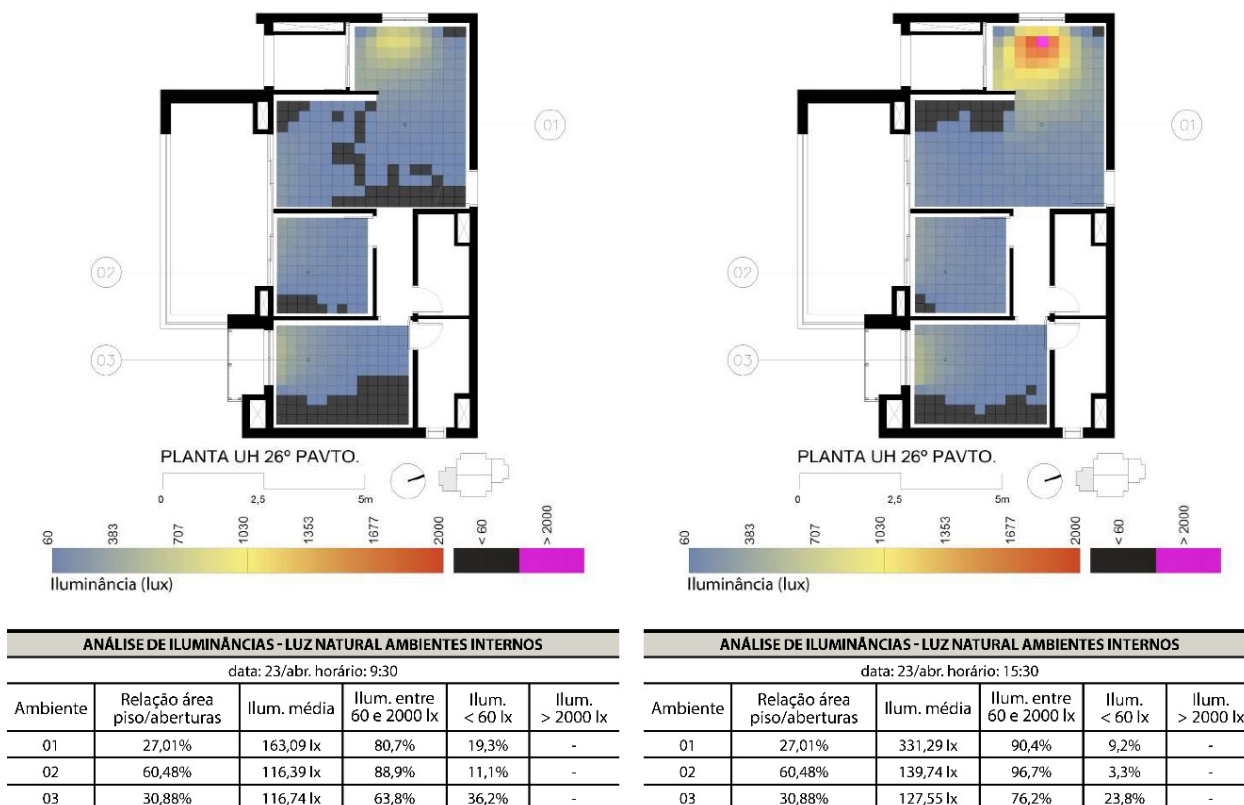 01
02
03
PLANTA UH 26º PAVTO.
0 2,5 5m
60 383 707 1030 1353 1677 2000 < 60 > 2000
Iluminância (lux)
ANÁLISE DE ILUMINÂNCIAS - LUZ NATURAL AMBIENTES INTERNOS
data: 23/abr. horário: 9:30
Ambiente Relação área piso/aberturas Ilum. média Ilum. entre 60 e 2000 lx Ilum. < 60 lx Ilum. > 2000 lx
01 27,01% 163,09 lx 80,7% 19,3% -
02 60,48% 116,39 lx 88,9% 11,1% -
03 30,88% 116,74 lx 63,8% 36,2% -
01
02
03
PLANTA UH 26º PAVTO.
0 2,5 5m
60 383 707 1030 1353 1677 2000 < 60 > 2000
Iluminância (lux)
ANÁLISE DE ILUMINÂNCIAS - LUZ NATURAL AMBIENTES INTERNOS
data: 23/abr. horário: 15:30
Ambiente Relação área piso/aberturas Ilum. média Ilum. entre 60 e 2000 lx Ilum. < 60 lx Ilum. > 2000 lx
01 27,01% 331,29 lx 90,4% 9,2% -
02 60,48% 139,74 lx 96,7% 3,3% -
03 30,88% 127,55 lx 76,2% 23,8% -